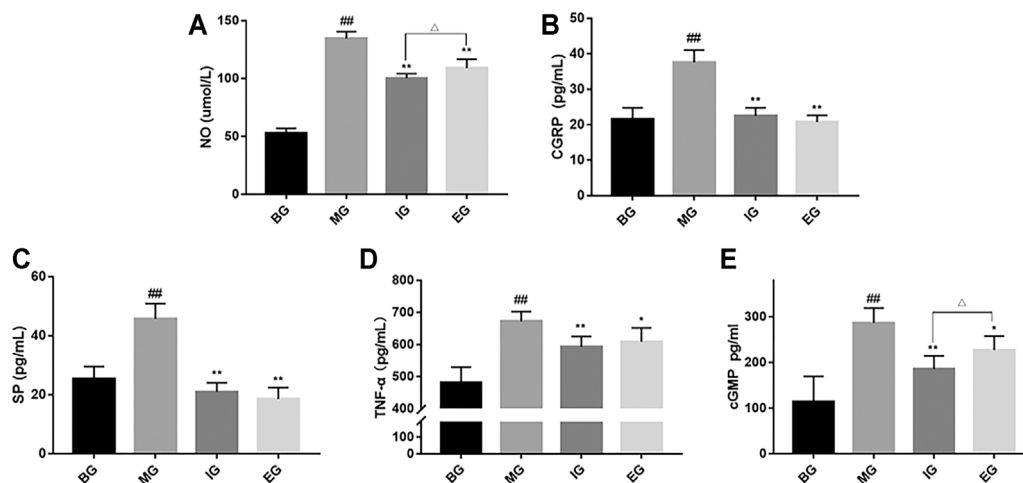 A
NO (umol/L)
150
100
50
0
##
**
△
**
BG
MG
IG
EG
B
CGRP (pg/mL)
50
40
30
20
10
0
##
**
**
BG
MG
IG
EG
C
SP (pg/mL)
60
40
20
0
##
**
**
BG
MG
IG
EG
D
TNF-α (pg/mL)
800
700
600
500
400
100
0
##
**
*
BG
MG
IG
EG
E
cGMP pg/ml
300
200
100
0
##
**
△
*
BG
MG
IG
EG